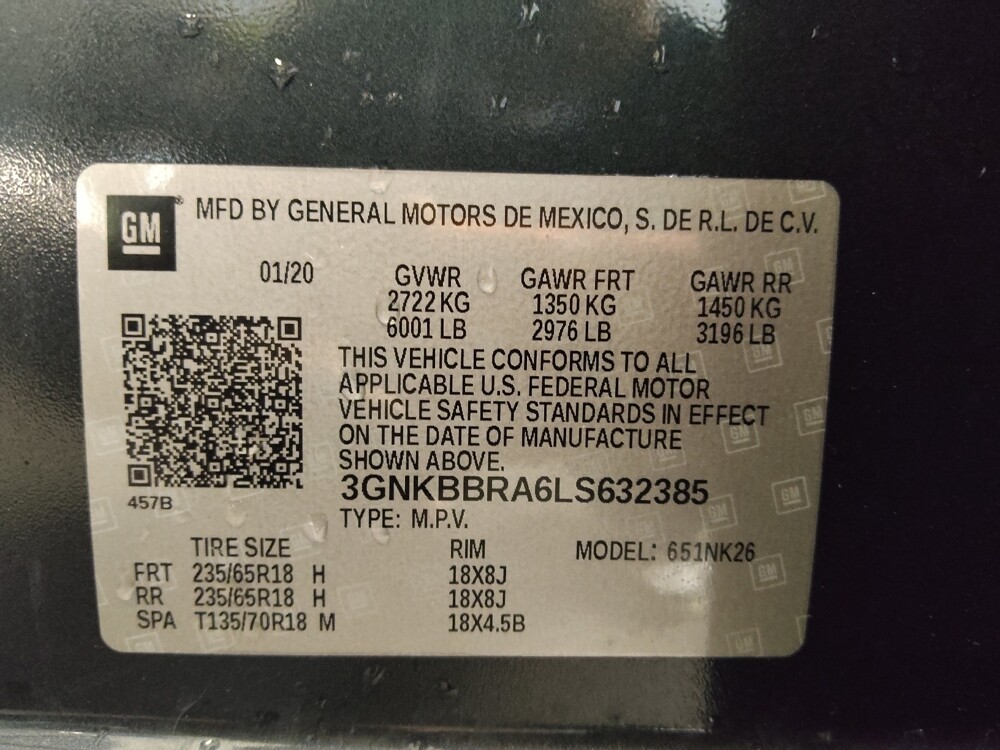 GM ® MFD BY GENERAL MOTORS DE MEXICO, S. DE R.L. DE C.V.
01/20 GVWR GAWR FRT GAWR RR
2722 KG 1350 KG 1450 KG
6001 LB 2976 LB 3196 LB
THIS VEHICLE CONFORMS TO ALL
APPLICABLE U.S. FEDERAL MOTOR
VEHICLE SAFETY STANDARDS IN EFFECT
ON THE DATE OF MANUFACTURE
SHOWN ABOVE.
457B
3GNKBBRA6LS632385
TYPE: M.P.V.
TIRE SIZE RIM MODEL: 651NK26
FRT 235/65R18 H 18X8J
RR 235/65R18 H 18X8J
SPA T135/70R18 M 18X4.5B